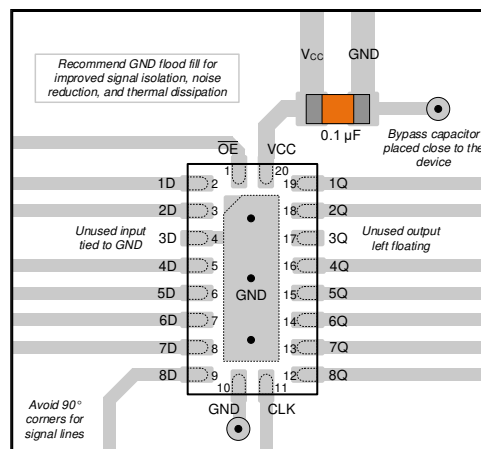 Recommend GND flood fill for
improved signal isolation, noise
reduction, and thermal dissipation
VCC GND
0.1 µF
Bypass capacitor
placed close to the
device
OE VCC
1 20
1D 2 19 1Q
2D 3 18 2Q
Unused input
tied to GND
3D 4 17 3Q
Unused output
left floating
4D 5 16 4Q
5D 6 GND 15 5Q
6D 7 14 6Q
7D 8 13 7Q
8D 9 12 8Q
10 11
GND CLK
Avoid 90°
corners for
signal lines